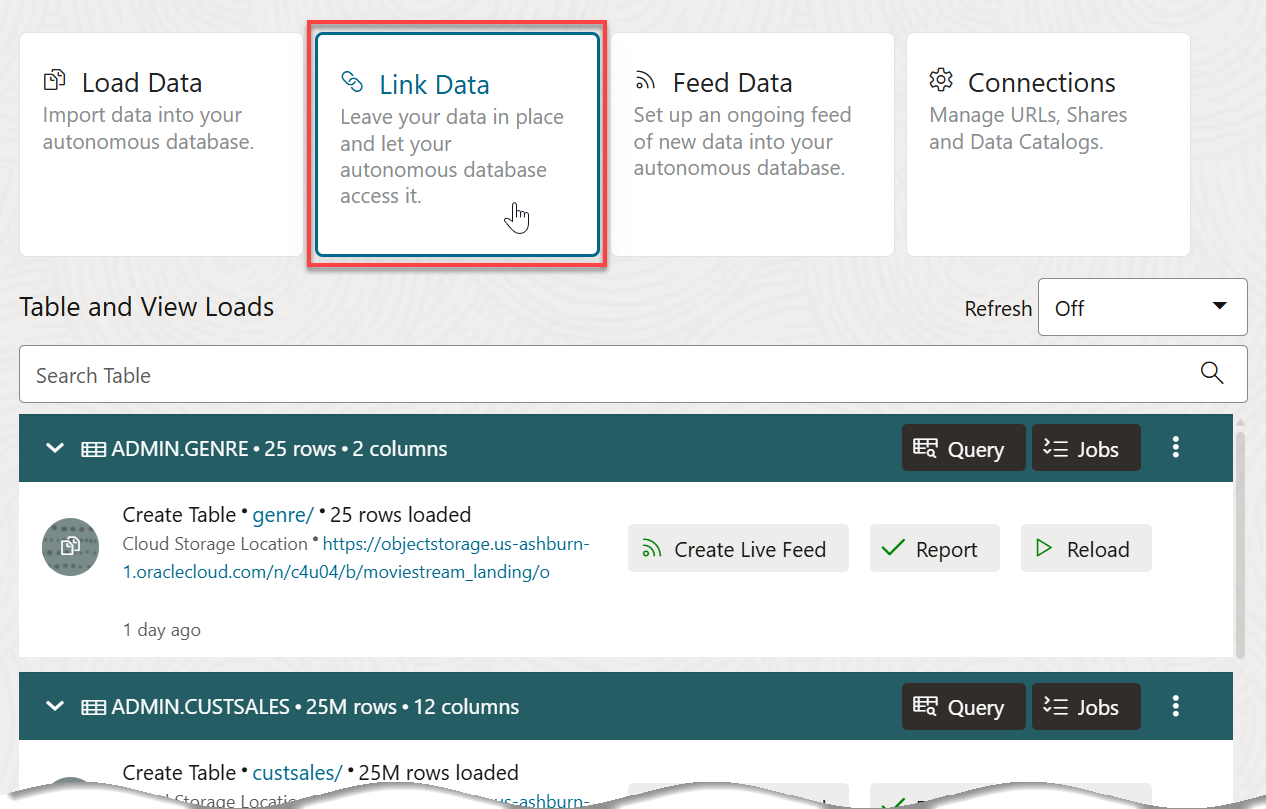 Load Data
Import data into your
autonomous database.
Link Data
Leave your data in place
and let your
autonomous database
access it.
Feed Data
Set up an ongoing feed
of new data into your
autonomous database.
Connections
Manage URLs, Shares
and Data Catalogs.
Table and View Loads
Refresh
Off
Search Table
ADMIN.GENRE • 25 rows • 2 columns
Query
Jobs
Create Table • genre/ • 25 rows loaded
Cloud Storage Location • https://objectstorage.us-ashburn-
1.oraclecloud.com/n/c4u04/b/moviestream_landing/o
1 day ago
Create Live Feed
Report
Reload
ADMIN.CUSTSALES • 25M rows • 12 columns
Query
Jobs
Create Table • custsales/ • 25M rows loaded
Storage us-ashburn-